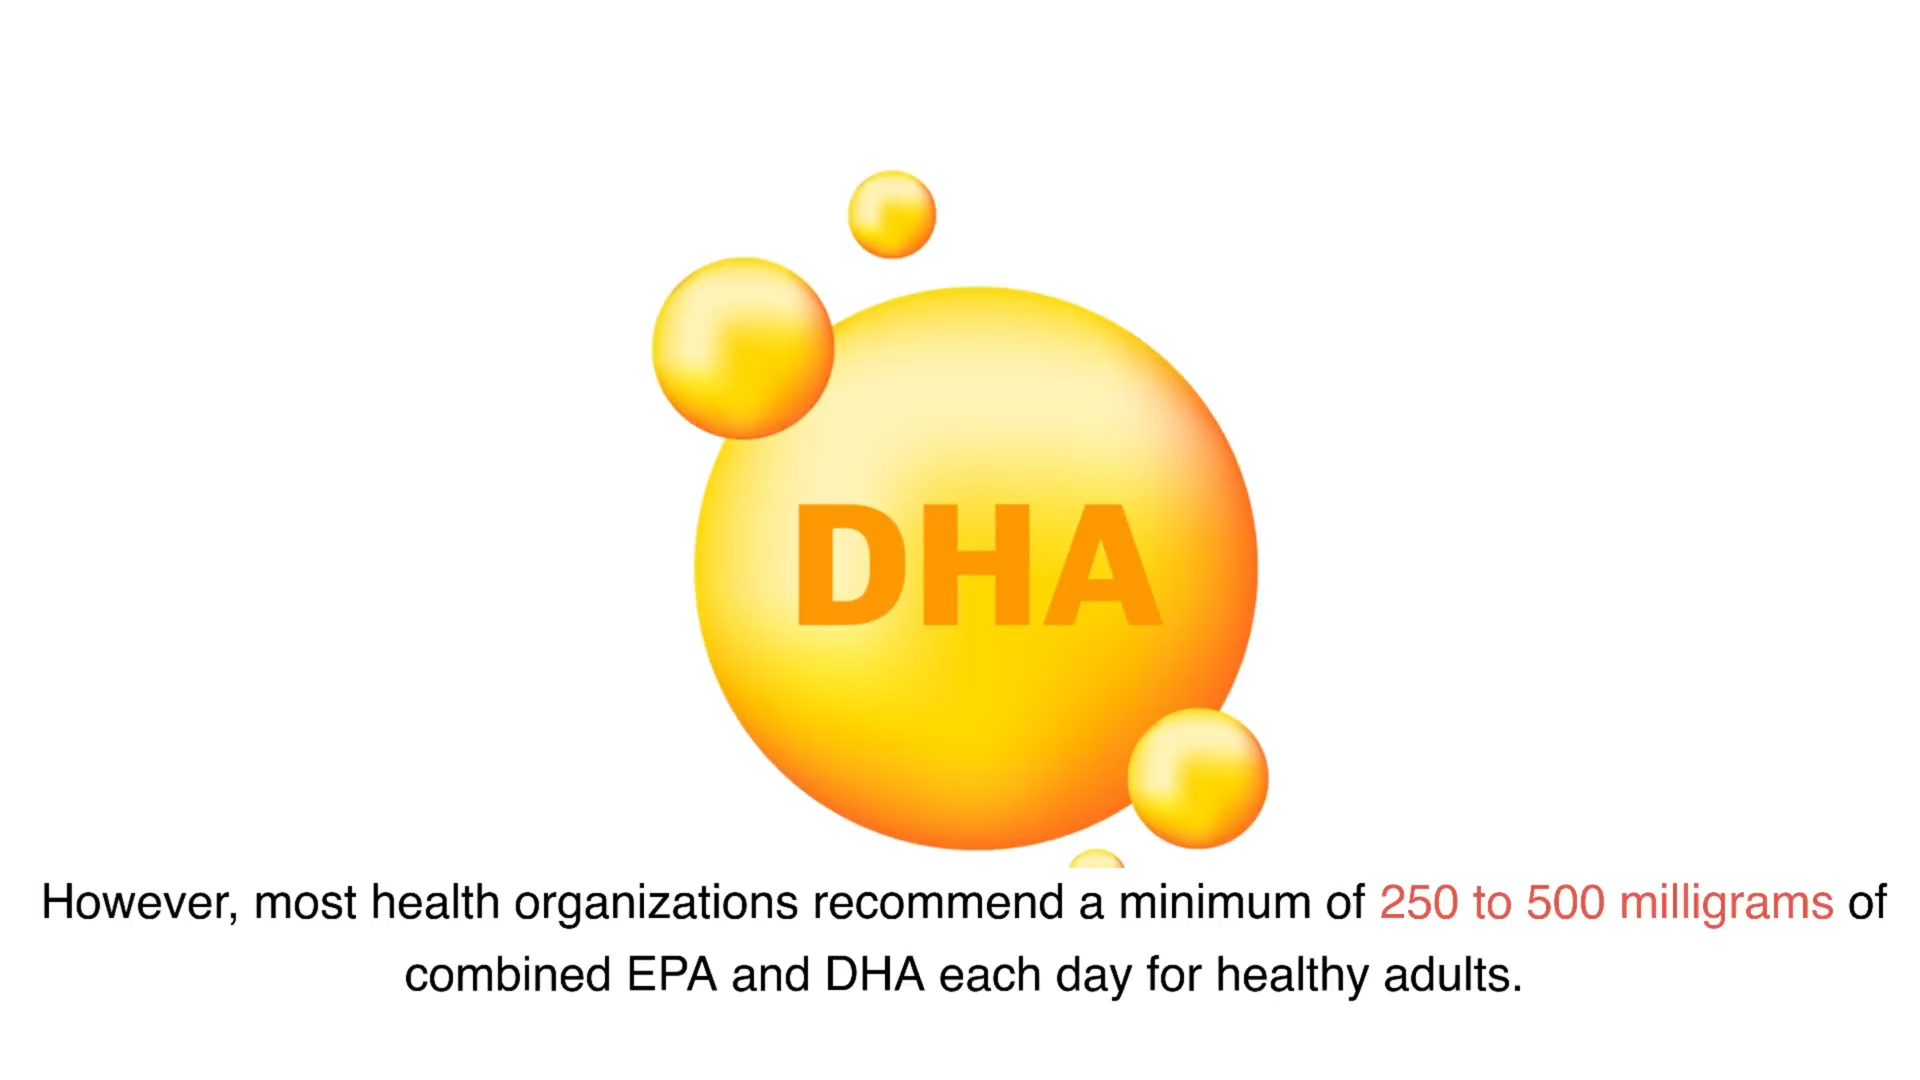 DHA
However, most health organizations recommend a minimum of 250 to 500 milligrams of
combined EPA and DHA each day for healthy adults.